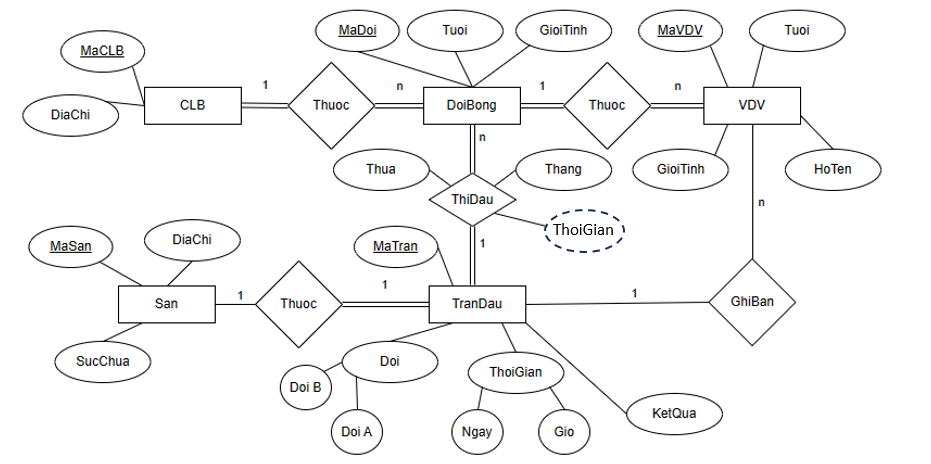 MaDoi
Tuoi
GioiTinh
MaVDV
Tuoi
MaCLB
DiaChi
CLB
1
Thuoc
n
DoiBong
1
Thuoc
n
VDV
n
Thua
Thang
GioiTinh
HoTen
ThiDau
n
ThoiGian
1
MaSan
DiaChi
MaTran
San
1
Thuoc
1
TranDau
1
GhiBan
SucChua
Doi
ThoiGian
Doi B
Doi A
Ngay
Gio
KetQua